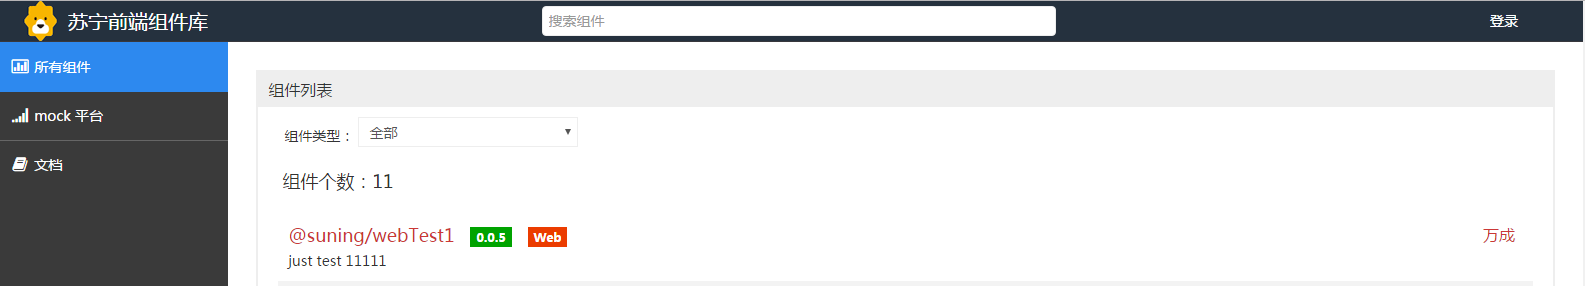 苏宁前端组件库
搜索组件
登录
所有组件
mock 平台
文档
组件列表
组件类型：
全部
组件个数：11
@suning/webTest1 0.0.5 Web
万成
just test 11111